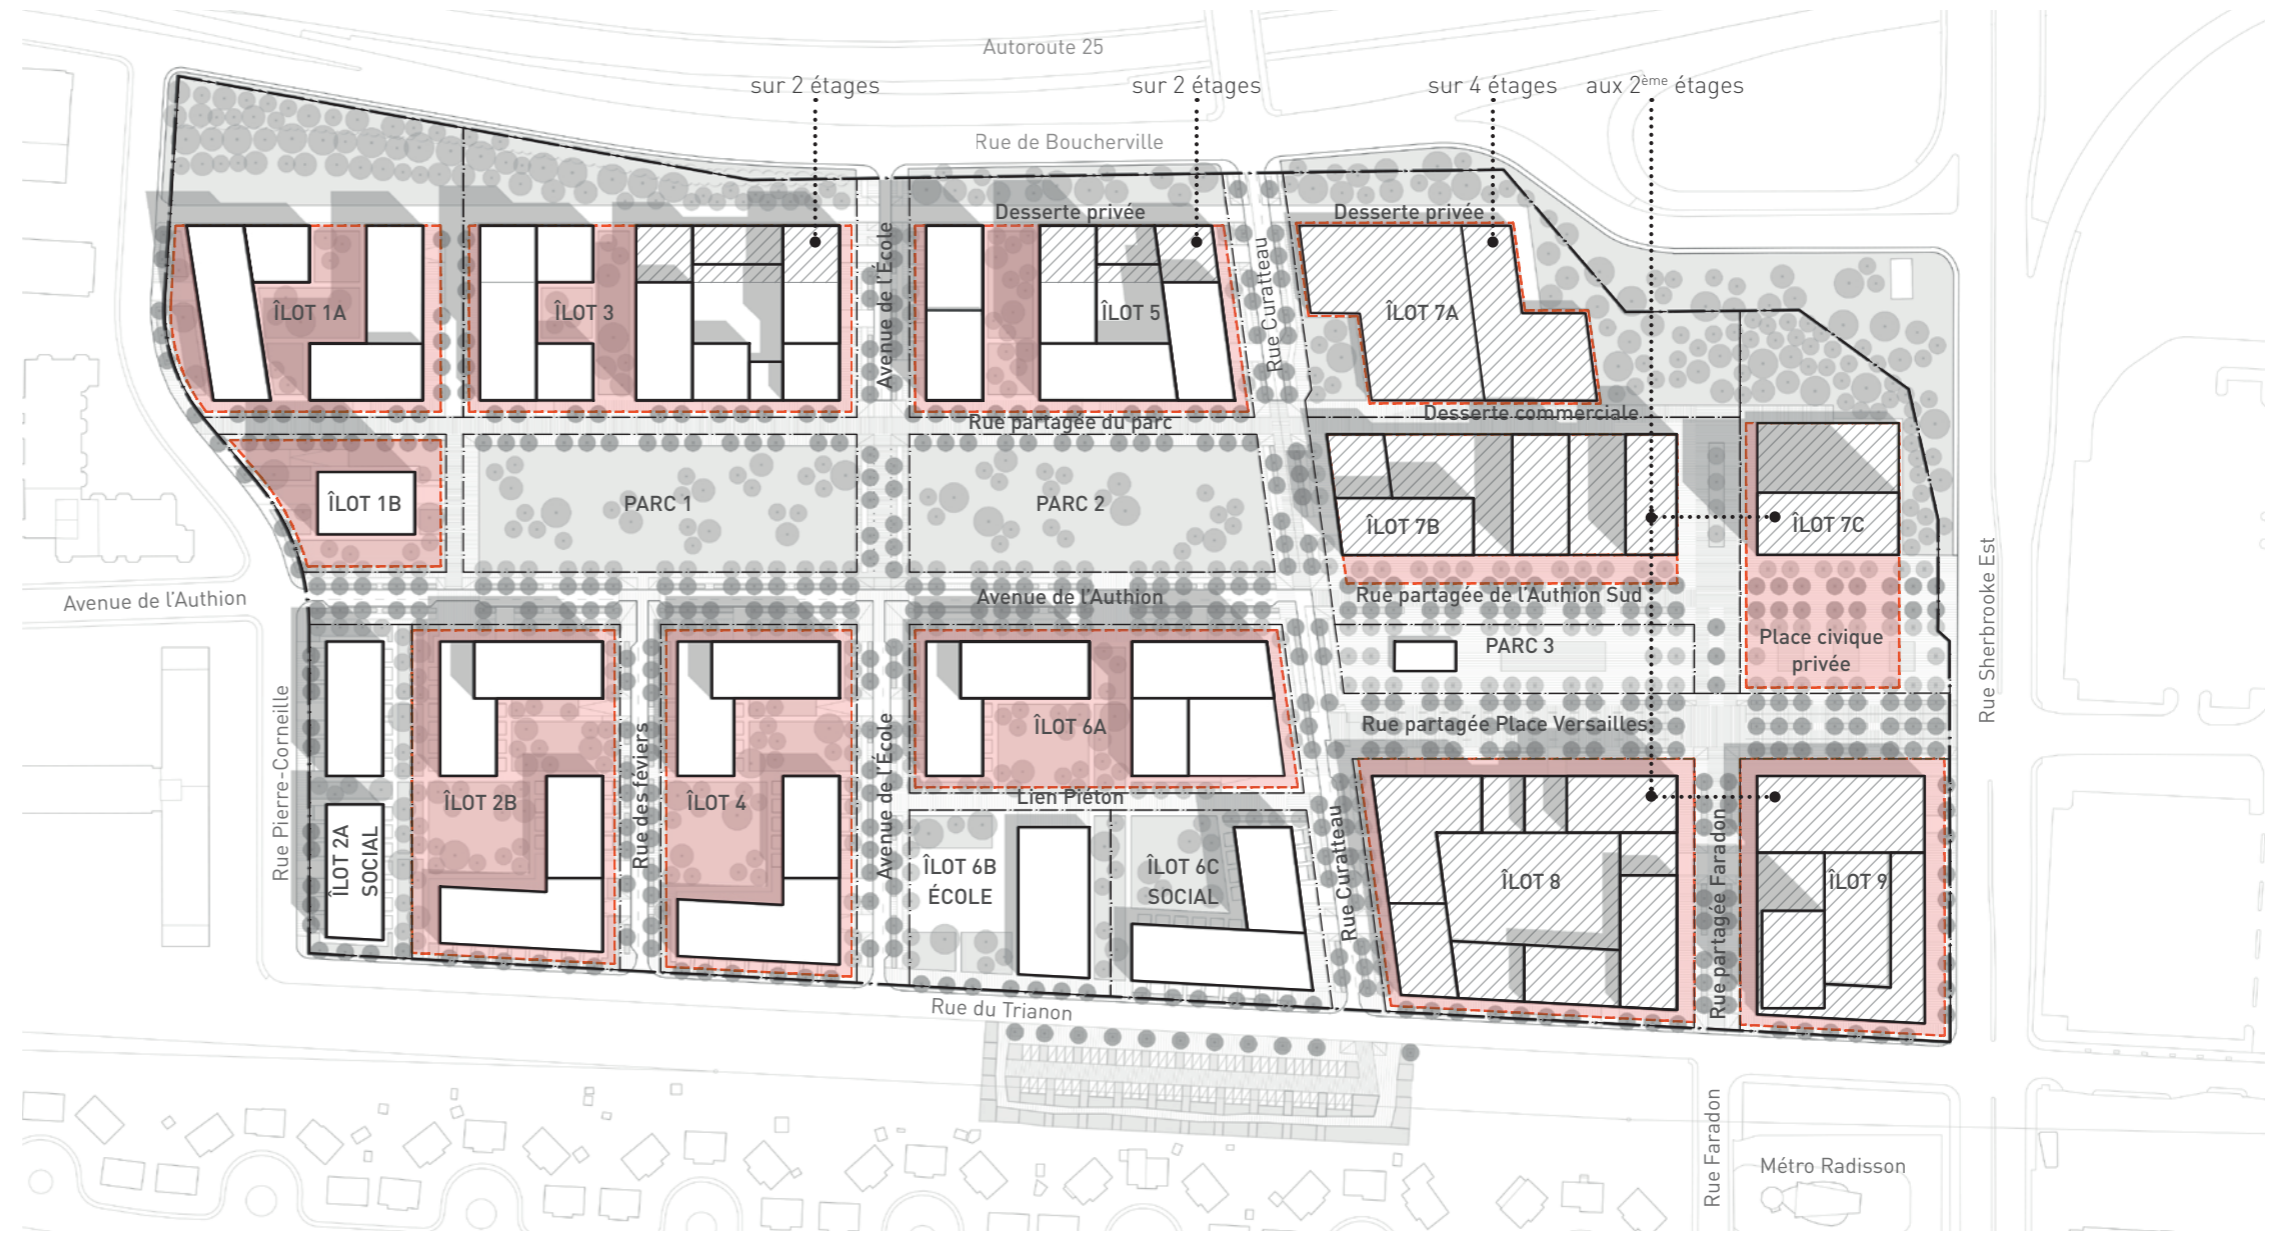 Autoroute 25
sur 2 étages
sur 2 étages
sur 4 étages
aux 2ème étages
Rue de Boucherville
Desserte privée
Desserte privée
ÎLOT 1A
ÎLOT 3
Avenue de l'École
ÎLOT 5
Rue Curatteau
ÎLOT 7A
Rue partagée du parc
Desserte commerciale
ÎLOT 1B
PARC 1
PARC 2
ÎLOT 7B
ÎLOT 7C
Avenue de l'Authion
Avenue de l'Authion
Rue partagée de l'Authion Sud
Rue Sherbrooke Est
PARC 3
Place civique
privée
Rue Pierre-Corneille
ÎLOT 2A
SOCIAL
ÎLOT 2B
Rue des féviers
ÎLOT 4
Avenue de l'École
ÎLOT 6A
Rue partagée Place Versailles
Lien Piéton
ÎLOT 6B
ÉCOLE
ÎLOT 6C
SOCIAL
Rue Curatteau
ÎLOT 8
Rue partagée Faradon
ÎLOT 9
Rue du Trianon
Rue Faradon
Métro Radisson